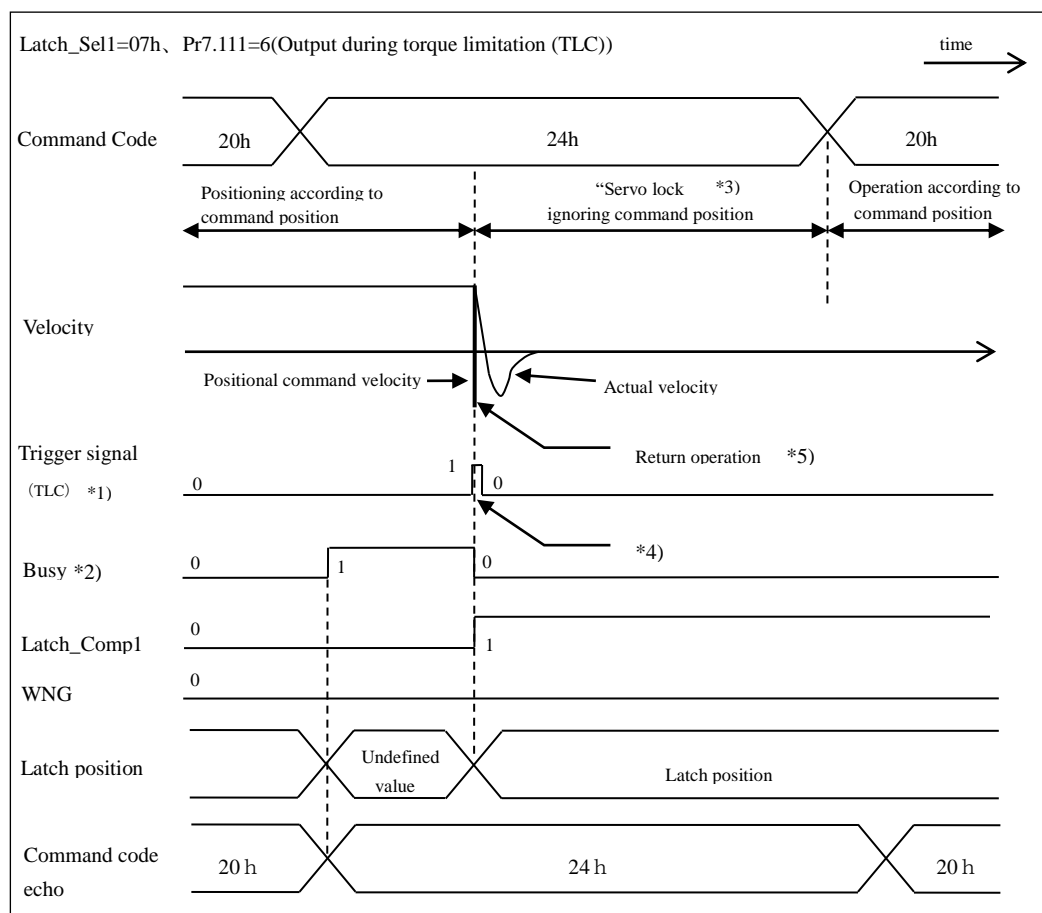 Latch_Sel1=07h、Pr7.111=6(Output during torque limitation (TLC))
time
Command Code
20h
24h
20h
Positioning according to
command position
“Servo lock *3)
ignoring command position
Operation according to
command position
Velocity
Positional command velocity
Actual velocity
Trigger signal
（TLC） *1)
0
1
0
Return operation *5)
*4)
Busy *2)
0
1
0
Latch_Comp1
0
1
WNG
0
Latch position
Undefined
value
Latch position
Command code
echo
20ｈ
24ｈ
20ｈ